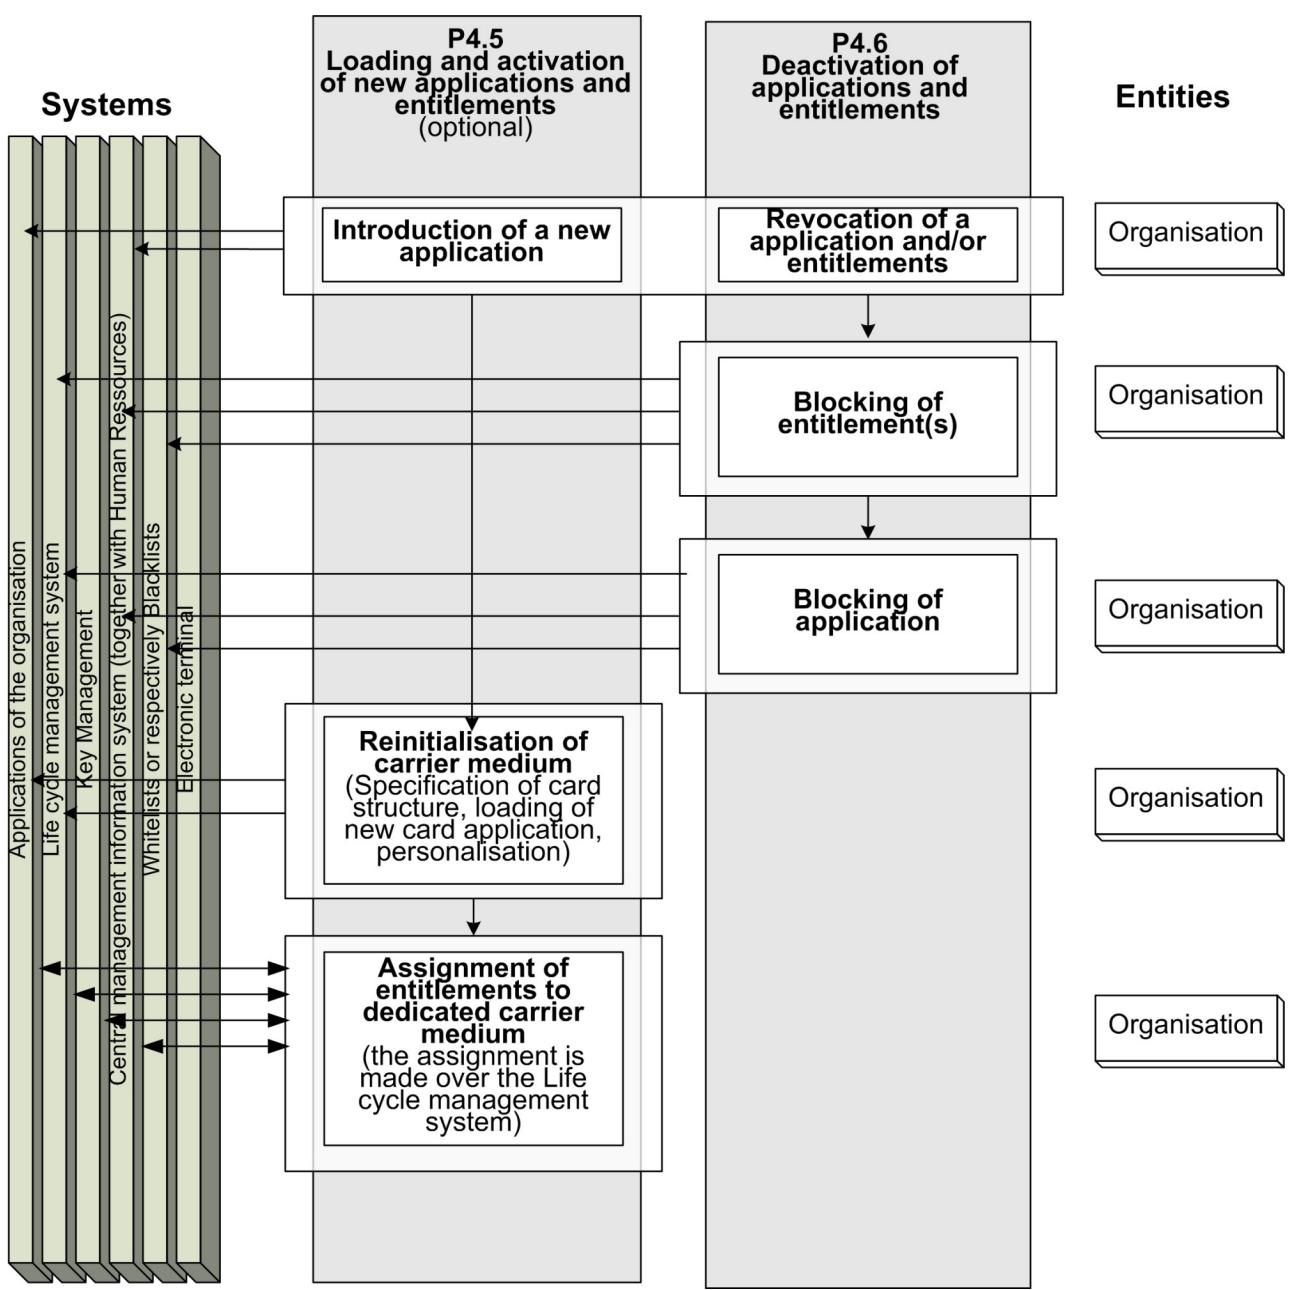 Systems
P4.5
Loading and activation
of new applications and
entitlements
(optional)
P4.6
Deactivation of
applications and
entitlements
Entities
Introduction of a new
application
Revocation of a
application and/or
entitlements
Organisation
Blocking of
entitlement(s)
Organisation
Blocking of
application
Organisation
Reinitialisation of
carrier medium
(Specification of card
structure, loading of
new card application,
personalisation)
Organisation
Assignment of
entitlements to
dedicated carrier
medium
(the assignment is
made over the Life
cycle management
system)
Organisation
Applications of the organisation
Life cycle management system
Key Management
Central management information system (together with Human Ressources)
Whitelists or respectively Blacklists
Electronic terminal